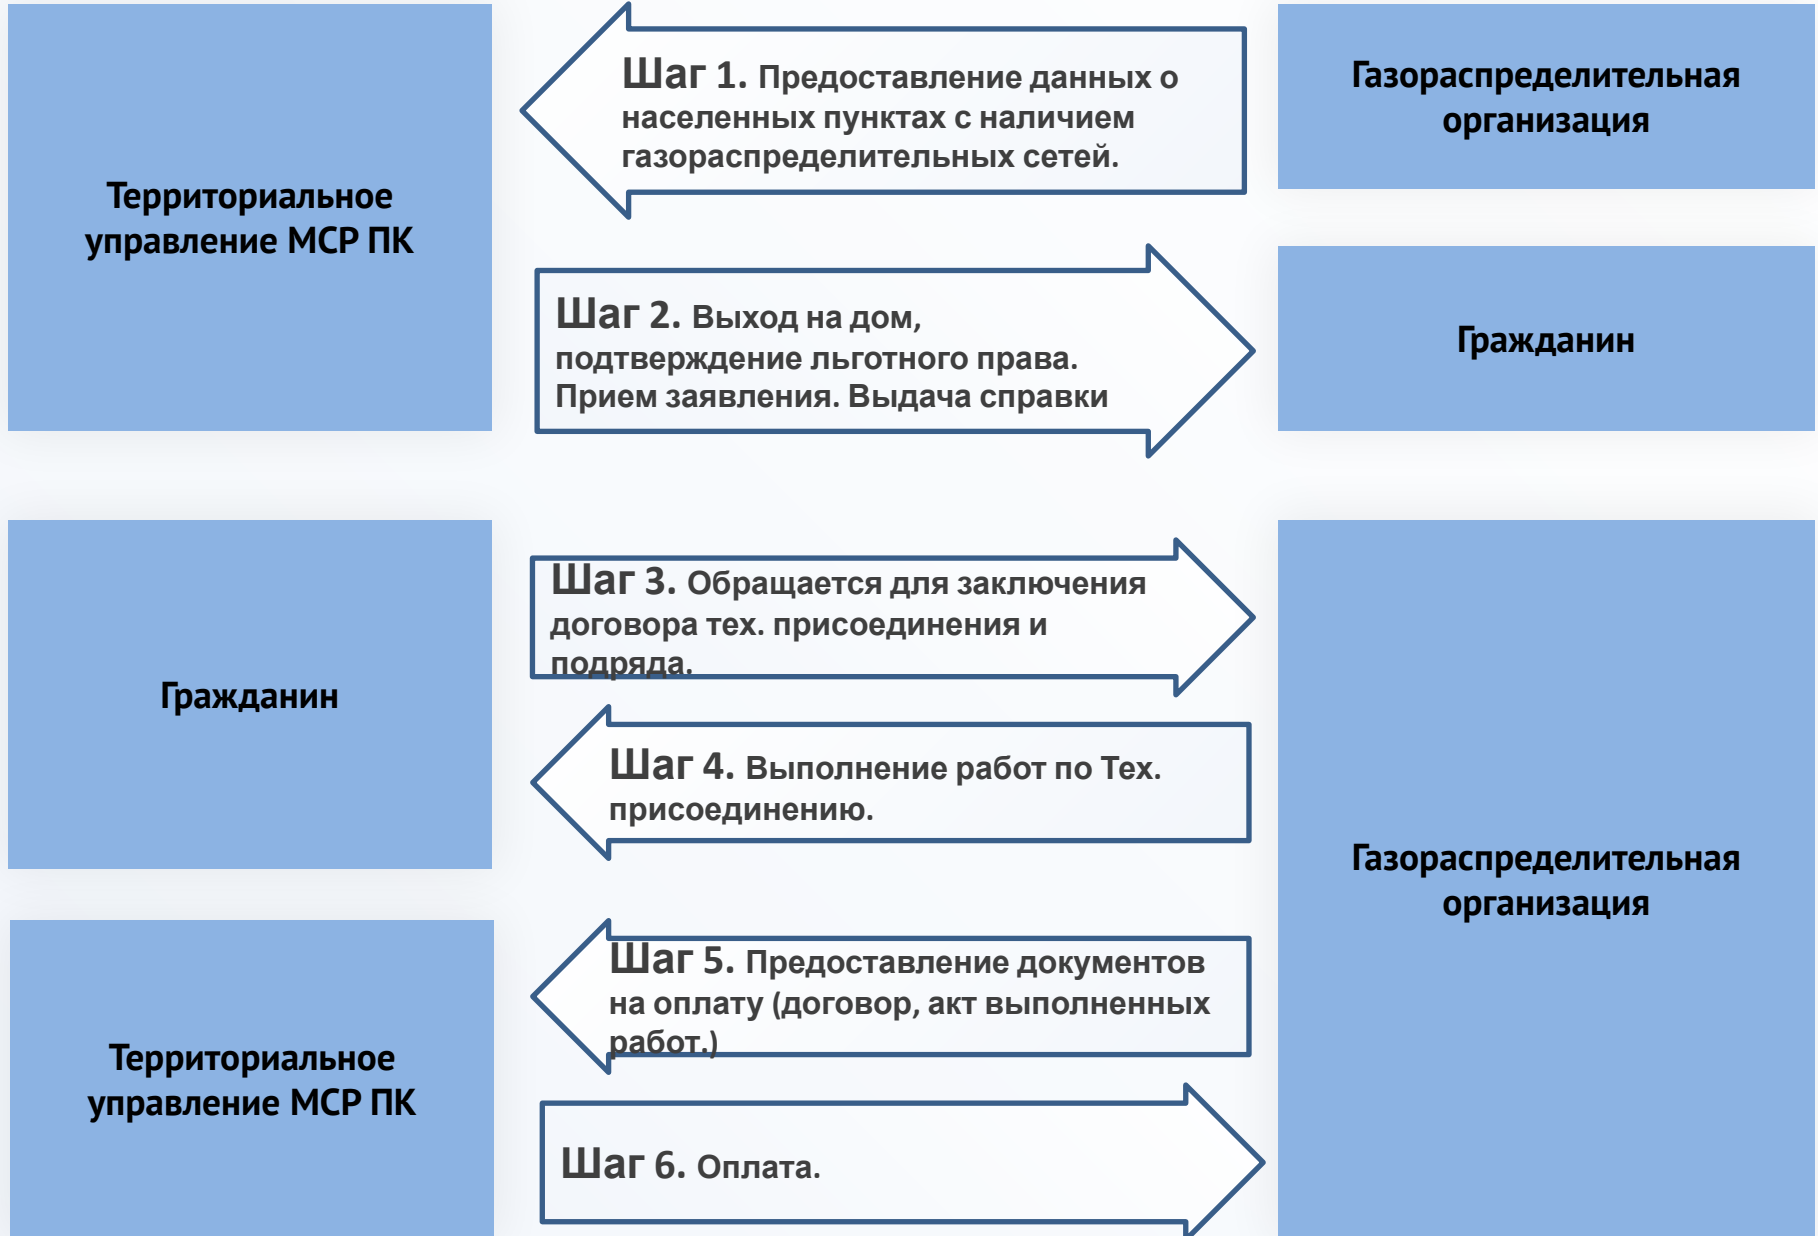 Территориальное
управление МСР ПК
Шаг 1. Предоставление данных о
населенных пунктах с наличием
газораспределительных сетей.
Газораспределительная
организация
Шаг 2. Выход на дом,
подтверждение льготного права.
Прием заявления. Выдача справки
Гражданин
Гражданин
Шаг 3. Обращается для заключения
договора тех. присоединения и
подряда.
Шаг 4. Выполнение работ по Тех.
присоединению.
Газораспределительная
организация
Территориальное
управление МСР ПК
Шаг 5. Предоставление документов
на оплату (договор, акт выполненных
работ.)
Шаг 6. Оплата.